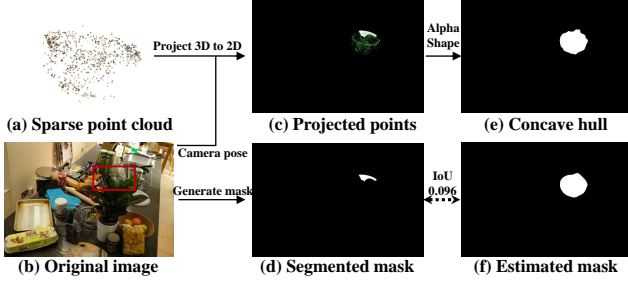 Project 3D to 2D
Alpha
Shape
(a) Sparse point cloud
(c) Projected points
(e) Concave hull
Camera pose
Generate mask
IoU
0.096
(b) Original image
(d) Segmented mask
(f) Estimated mask